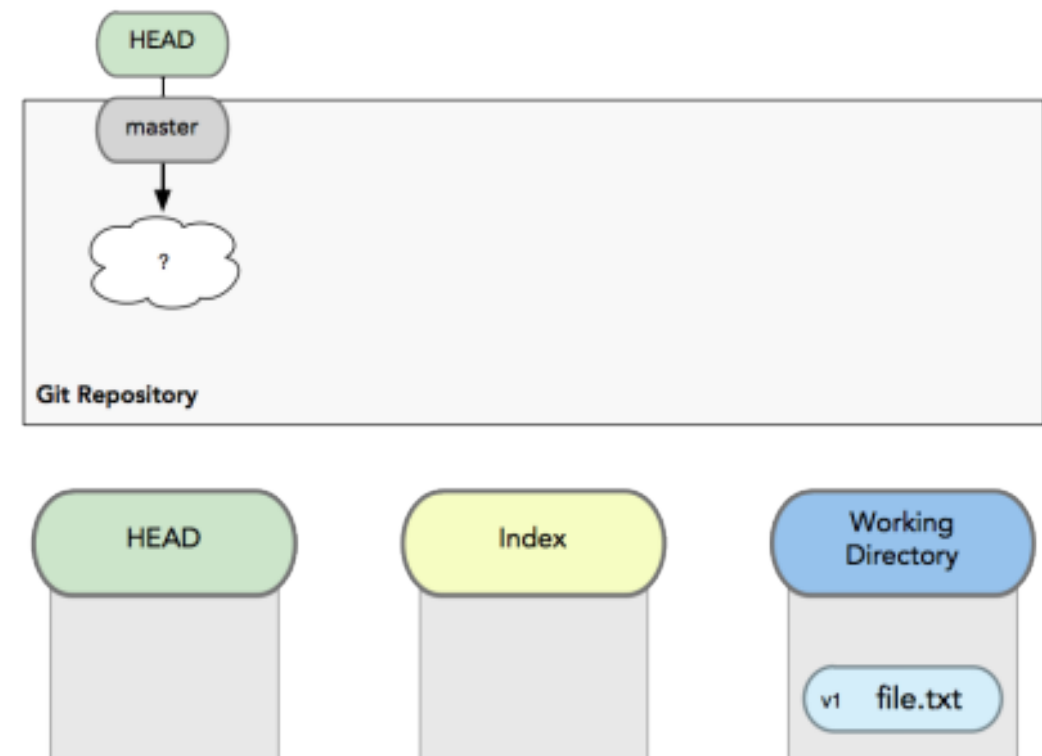 HEAD
master
?
Git Repository
HEAD
Index
Working
Directory
v1 file.txt